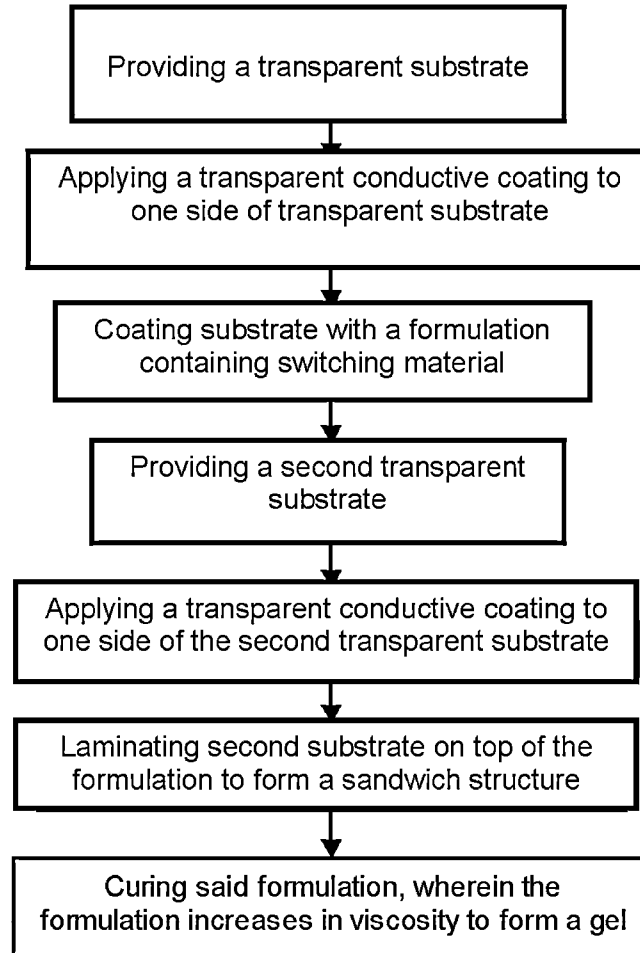 Providing a transparent substrate
Applying a transparent conductive coating to
one side of transparent substrate
Coating substrate with a formulation
containing switching material
Providing a second transparent
substrate
Applying a transparent conductive coating to
one side of the second transparent substrate
Laminating second substrate on top of the
formulation to form a sandwich structure
Curing said formulation, wherein the
formulation increases in viscosity to form a gel